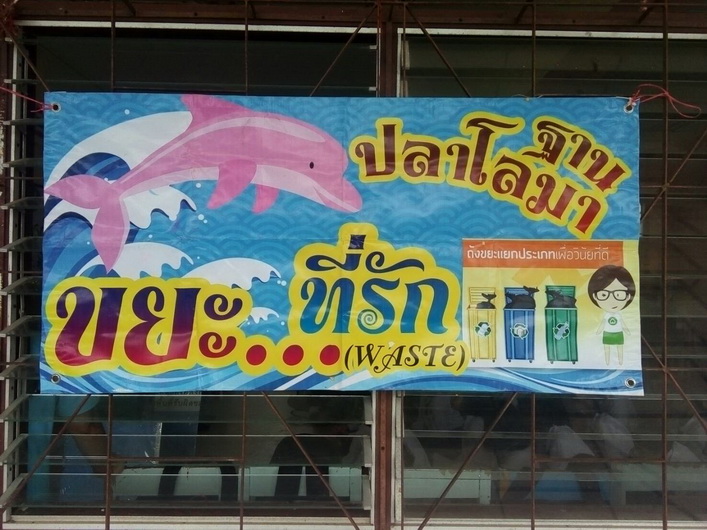 ฐาน
ปลาโลมา
ขยะ...ที่รัก
(WASTE)
ถังขยะแยกประเภทเพื่อวินัยที่ดี